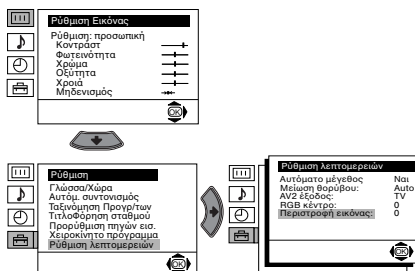 Ρύθμιση Εικόνας
Ρύθμιση: προσωπική
Κοντράστ
Φωτεινότητα
Χρώμα
Οξύτητα
Χροιά
Μηδενισμός
OK
Ρύθμιση
Γλώσσα/Χώρα
Αυτόμ. συντονισμός
Ταξινόμηση Προγρ/των
ΤιτλοΦόρηση σταθμού
Προρύθμιση πηγών εισ.
Χειροκίνητο πρόγραμμα
Ρύθμιση λεπτομερειών
OK
Ρύθμιση λεπτομερειών
Αυτόματο μέγεθος Ναι
Μείωση θορύβου: Auto
AV2 έξοδος: TV
RGB κέντρο: 0
Περιστροφή εικόνας: 0
OK